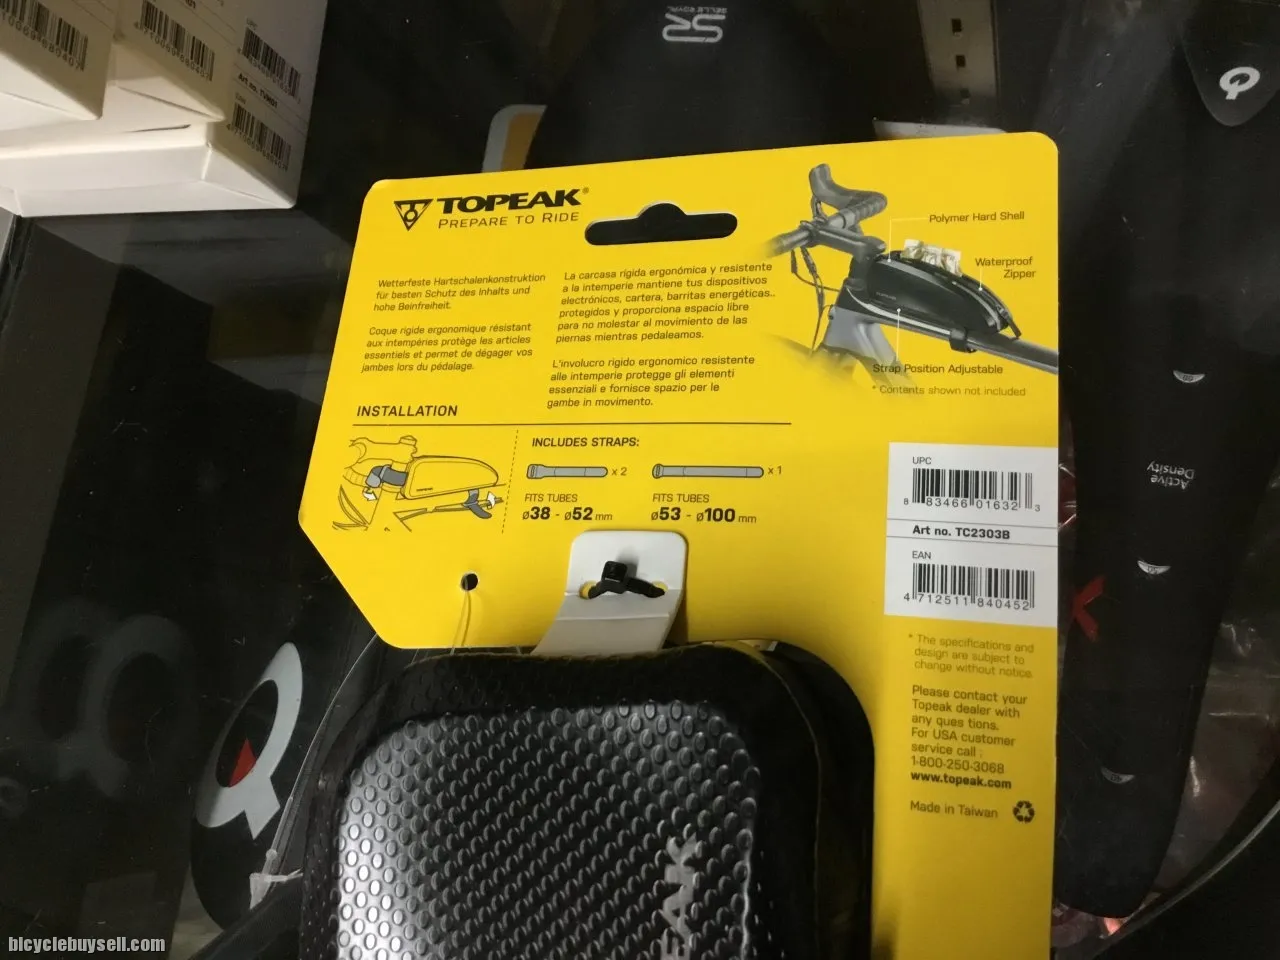 TOPEAK®
PREPARE TO RIDE
Wetterfeste Hartschalenkonstruktion
für besten Schutz des Inhalts und
hohe Beinfreiheit.
Coque rigide ergonomique résistant
aux intempéries protège les articles
essentiels et permet de dégager vos
jambes lors du pédalage.
La carcasa rígida ergonómica y resistente
a la intemperie mantiene tus dispositivos
electrónicos, cartera, barritas energéticas..
protegidos y proporciona espacio libre
para no molestar al movimiento de las
piernas mientras pedaleamos.
L'involucro rigido ergonomico resistente
alle intemperie protegge gli elementi
essenziali e fornisce spazio per le
gambe in movimento.
Polymer Hard Shell
Waterproof
Zipper
Strap Position Adjustable
* Contents shown not included
INSTALLATION
INCLUDES STRAPS:
x 2
x 1
FITS TUBES
ø38 - ø52 mm
FITS TUBES
ø53 - ø100 mm
UPC
8 83466 01632 3
Art no. TC2303B
EAN
4 712511 840452
* The specifications and
design are subject to
change without notice.
Please contact your
Topeak dealer with
any ques tions.
For USA customer
service call :
1-800-250-3068
www.topeak.com
Made in Taiwan
EAK
UPC
Art no. TVM01
EAN
SR
Active
Density
50
bicyclebuysell.com